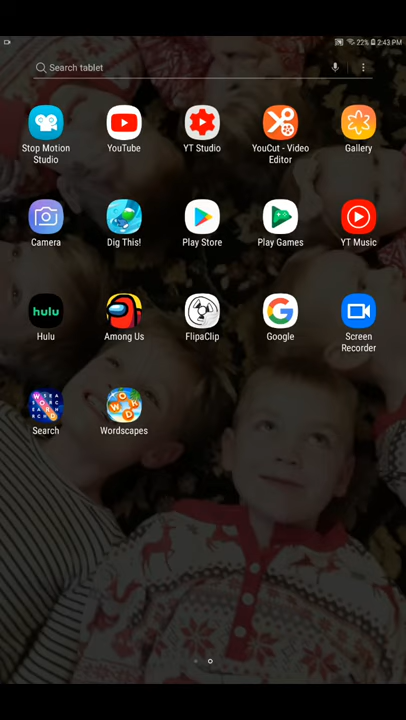 22% 2:43 PM
Search tablet
Stop Motion Studio
YouTube
YT Studio
YouCut - Video Editor
Gallery
Camera
Dig This!
Play Store
Play Games
YT Music
hulu
Hulu
Among Us
FlipaClip
Google
Screen Recorder
Search
Wordscapes